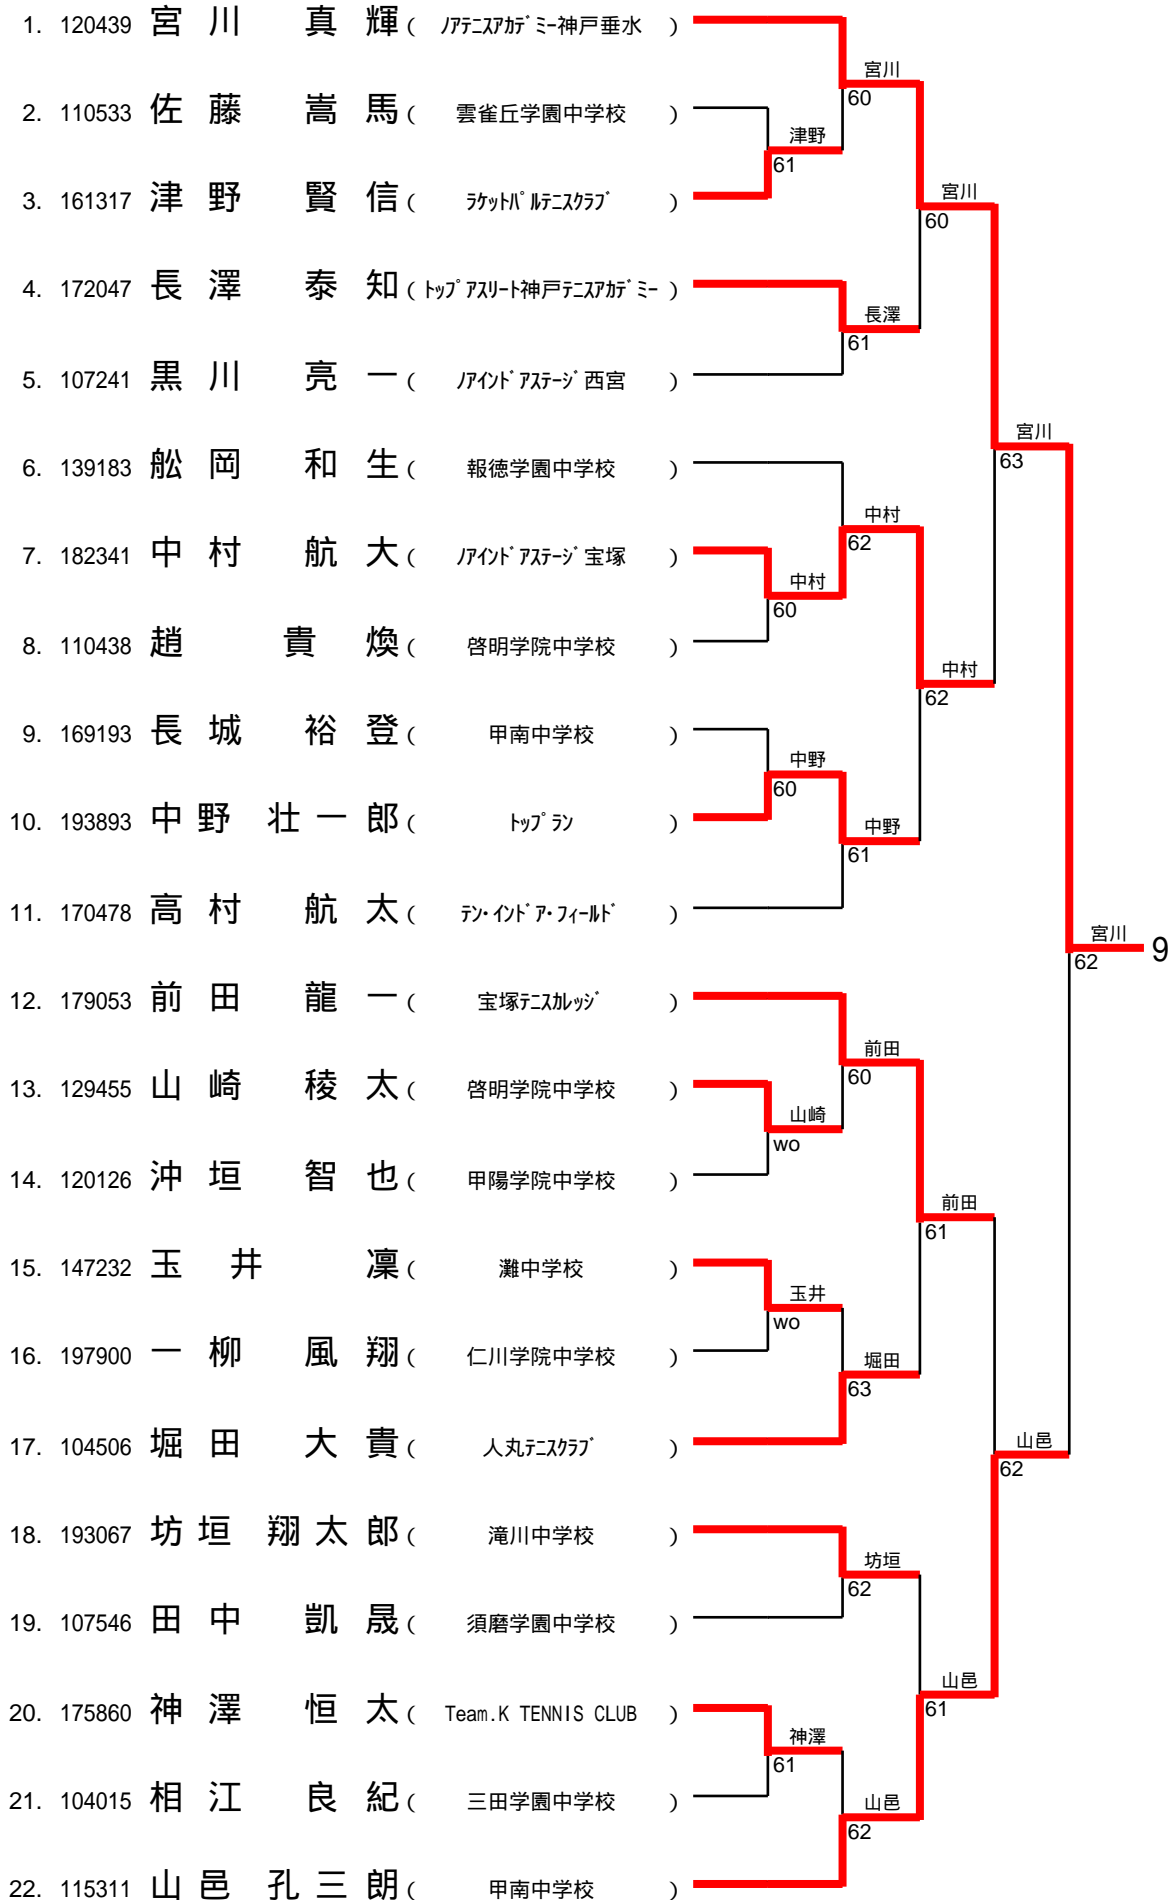 1. 120439 宮川 真輝 ( ﾉｱﾃﾆｽｱｶﾃﾞﾐｰ神戸垂水 )
宮川
60
2. 110533 佐藤 嵩馬 ( 雲雀丘学園中学校 )
津野
61
3. 161317 津野 賢信 ( ﾗｹｯﾄﾊﾟﾙﾃﾆｽｸﾗﾌﾞ )
宮川
60
4. 172047 長澤 泰知 ( ﾄｯﾌﾟｱｽﾘｰﾄ神戸ﾃﾆｽｱｶﾃﾞﾐｰ )
長澤
61
5. 107241 黒川 亮一 ( ﾉｱｲﾝﾄﾞｱｽﾃｰｼﾞ西宮 )
宮川
63
6. 139183 舩岡 和生 ( 報徳学園中学校 )
中村
62
7. 182341 中村 航大 ( ﾉｱｲﾝﾄﾞｱｽﾃｰｼﾞ宝塚 )
中村
60
8. 110438 趙 貴煥 ( 啓明学院中学校 )
中村
62
9. 169193 長城 裕登 ( 甲南中学校 )
中野
60
10. 193893 中野 壮一郎 ( ﾄｯﾌﾟﾗﾝ )
中野
61
11. 170478 高村 航太 ( ﾃﾝ･ｲﾝﾄﾞｱ･ﾌｨｰﾙﾄﾞ )
宮川 9
62
12. 179053 前田 龍一 ( 宝塚ﾃﾆｽｶﾚｯｼﾞ )
前田
60
13. 129455 山崎 稜太 ( 啓明学院中学校 )
山崎
wo
14. 120126 沖垣 智也 ( 甲陽学院中学校 )
前田
61
15. 147232 玉井 凜 ( 灘中学校 )
玉井
wo
16. 197900 一柳 風翔 ( 仁川学院中学校 )
堀田
63
17. 104506 堀田 大貴 ( 人丸ﾃﾆｽｸﾗﾌﾞ )
山邑
62
18. 193067 坊垣 翔太郎 ( 滝川中学校 )
坊垣
62
19. 107546 田中 凱晟 ( 須磨学園中学校 )
山邑
61
20. 175860 神澤 恒太 ( Team.K TENNIS CLUB )
神澤
61
21. 104015 相江 良紀 ( 三田学園中学校 )
山邑
62
22. 115311 山邑 孔三朗 ( 甲南中学校 )